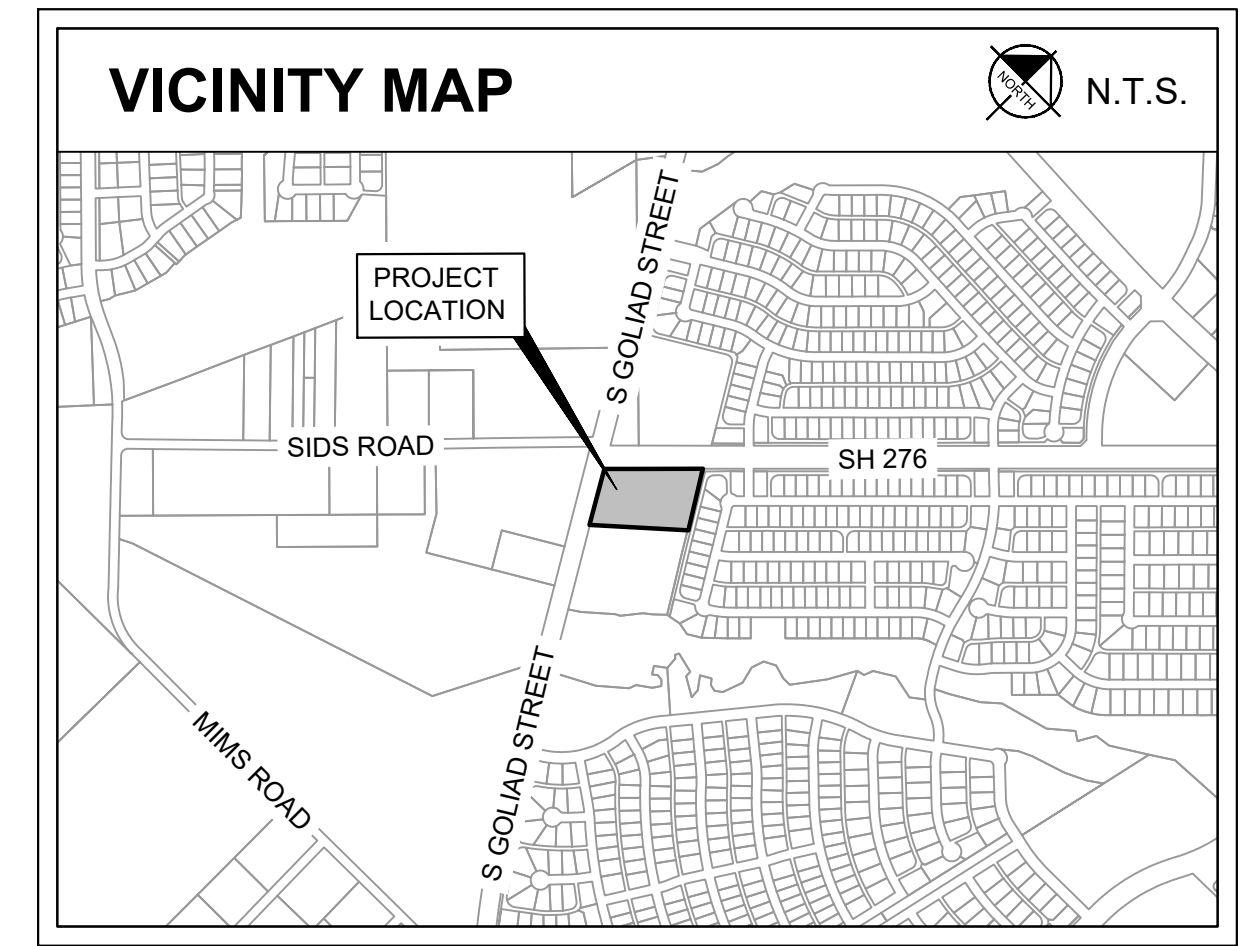 VICINITY MAP
NORTH
N.T.S.
S GOLIAD STREET
PROJECT
LOCATION
SIDS ROAD
SH 276
S GOLIAD STREET
MIMS ROAD